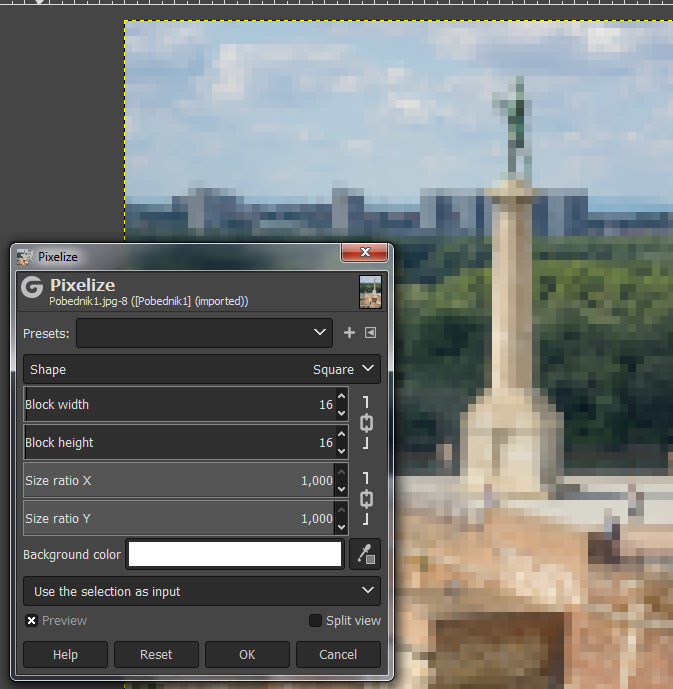 Pixelize
Pixelize
Pobednik1.jpg-8 ([Pobednik1] (imported))
Presets:
Shape Square
Block width 16
Block height 16
Size ratio X 1,000
Size ratio Y 1,000
Background color
Use the selection as input
Preview Split view
Help Reset OK Cancel